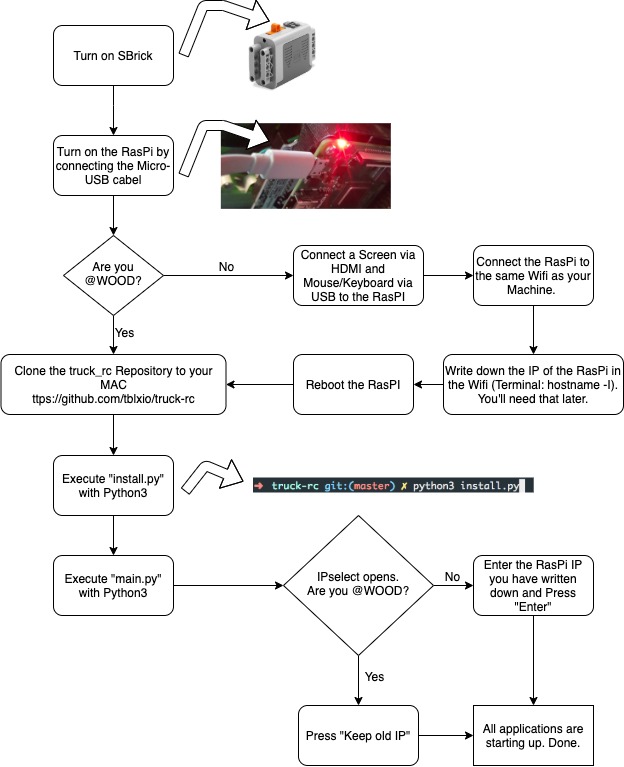 Turn on SBrick
Turn on the RasPi by
connecting the Micro-
USB cabel
Are you
@WOOD?
No
Connect a Screen via
HDMI and
Mouse/Keyboard via
USB to the RasPI
Connect the RasPi to
the same Wifi as your
Machine.
Yes
Clone the truck_rc Repository to your
MAC
ttps://github.com/tblxio/truck-rc
Reboot the RasPI
Write down the IP of the RasPi in
the Wifi (Terminal: hostname -I).
You'll need that later.
Execute "install.py"
with Python3
➜ truck-rc git:(master) ✗ python3 install.py
Execute "main.py"
with Python3
IPselect opens.
Are you @WOOD?
No
Enter the RasPi IP
you have written
down and Press
"Enter"
Yes
Press "Keep old IP"
All applications are
starting up. Done.